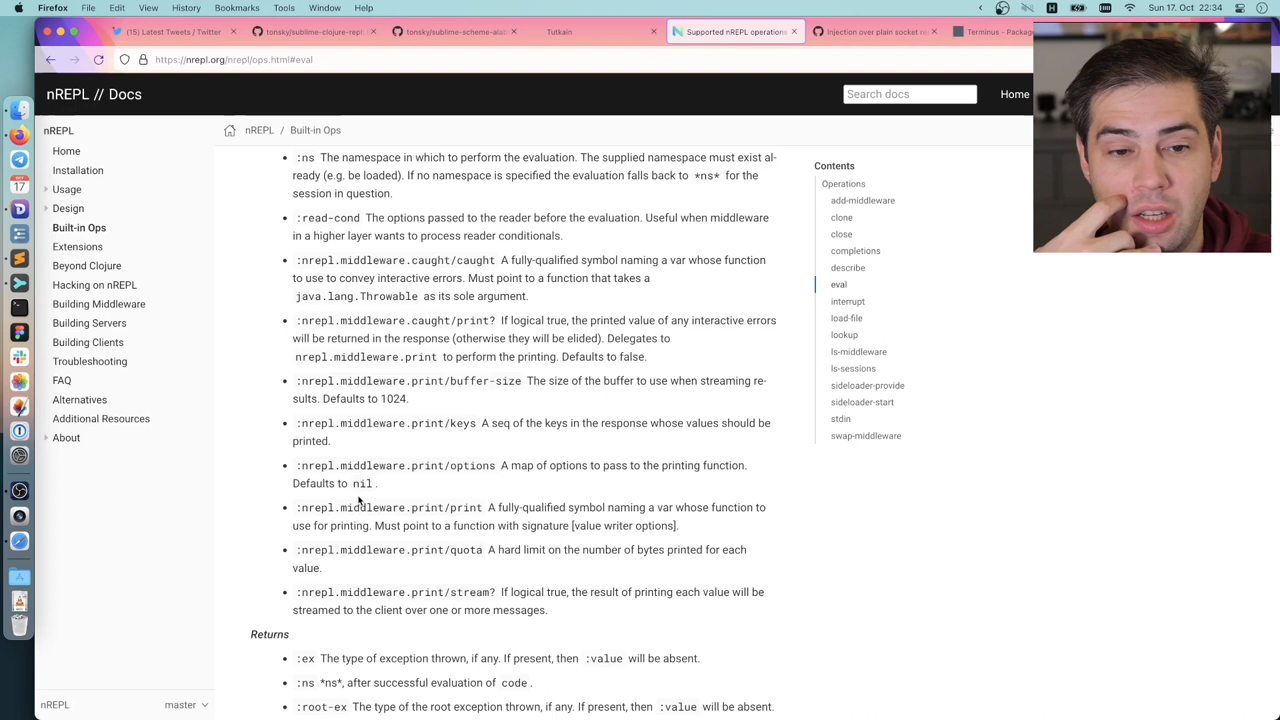 Firefox File Edit View History Bookmarks Tools Window Help
Sun 17. Oct 22:34
(15) Latest Tweets / Twitter
tonsky/sublime-clojure-repl
tonsky/sublime-scheme-alab
Tutkain
Supported nREPL operations
Injection over plain socket re
Terminus - Packag
https://nrepl.org/nrepl/ops.html#eval
nREPL // Docs
Search docs
Home
nREPL
Home
Installation
Usage
Design
Built-in Ops
Extensions
Beyond Clojure
Hacking on nREPL
Building Middleware
Building Servers
Building Clients
Troubleshooting
FAQ
Alternatives
Additional Resources
About
nREPL
master
nREPL / Built-in Ops
:ns The namespace in which to perform the evaluation. The supplied namespace must exist al-
ready (e.g. be loaded). If no namespace is specified the evaluation falls back to *ns* for the
session in question.
:read-cond The options passed to the reader before the evaluation. Useful when middleware
in a higher layer wants to process reader conditionals.
:nrepl.middleware.caught/caught A fully-qualified symbol naming a var whose function
to use to convey interactive errors. Must point to a function that takes a
java.lang.Throwable as its sole argument.
:nrepl.middleware.caught/print? If logical true, the printed value of any interactive errors
will be returned in the response (otherwise they will be elided). Delegates to
nrepl.middleware.print to perform the printing. Defaults to false.
:nrepl.middleware.print/buffer-size The size of the buffer to use when streaming re-
sults. Defaults to 1024.
:nrepl.middleware.print/keys A seq of the keys in the response whose values should be
printed.
:nrepl.middleware.print/options A map of options to pass to the printing function.
Defaults to nil.
:nrepl.middleware.print/print A fully-qualified symbol naming a var whose function to
use for printing. Must point to a function with signature [value writer options].
:nrepl.middleware.print/quota A hard limit on the number of bytes printed for each
value.
:nrepl.middleware.print/stream? If logical true, the result of printing each value will be
streamed to the client over one or more messages.
Returns
:ex The type of exception thrown, if any. If present, then :value will be absent.
:ns *ns*, after successful evaluation of code.
:root-ex The type of the root exception thrown, if any. If present, then :value will be absent.
Contents
Operations
add-middleware
clone
close
completions
describe
eval
interrupt
load-file
lookup
ls-middleware
ls-sessions
sideloader-provide
sideloader-start
stdin
swap-middleware